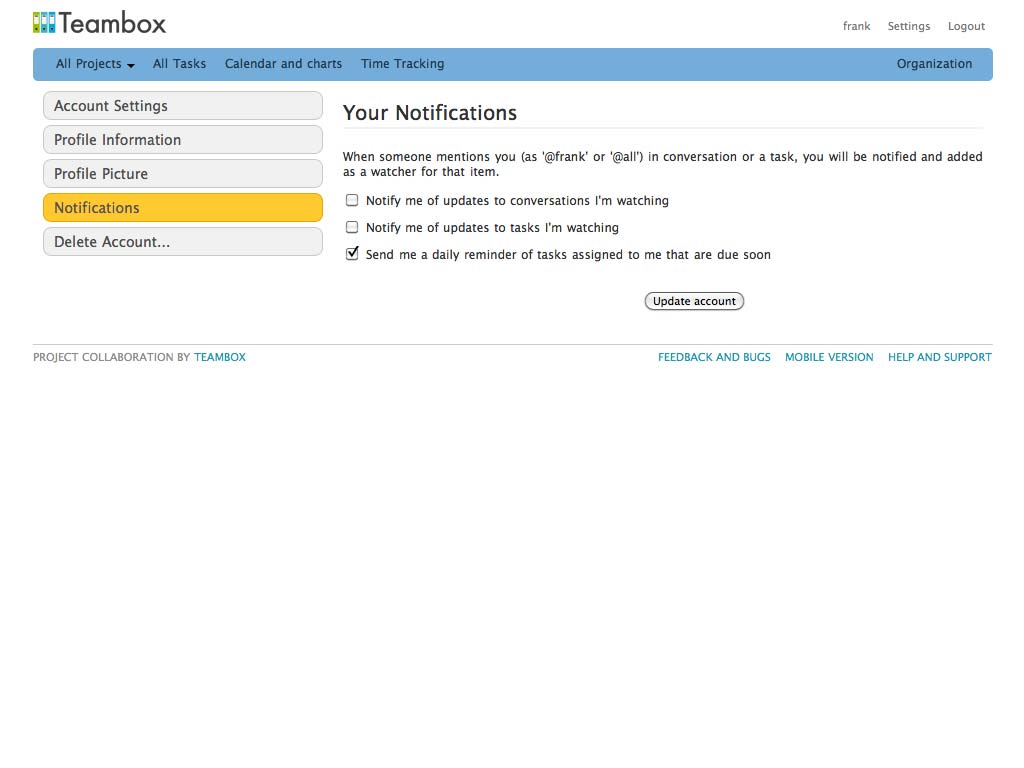 Teambox
frank Settings Logout
All Projects All Tasks Calendar and charts Time Tracking Organization
Account Settings
Profile Information
Profile Picture
Notifications
Delete Account...
Your Notifications
When someone mentions you (as '@frank' or '@all') in conversation or a task, you will be notified and added
as a watcher for that item.
Notify me of updates to conversations I'm watching
Notify me of updates to tasks I'm watching
Send me a daily reminder of tasks assigned to me that are due soon
Update account
PROJECT COLLABORATION BY TEAMBOX
FEEDBACK AND BUGS MOBILE VERSION HELP AND SUPPORT